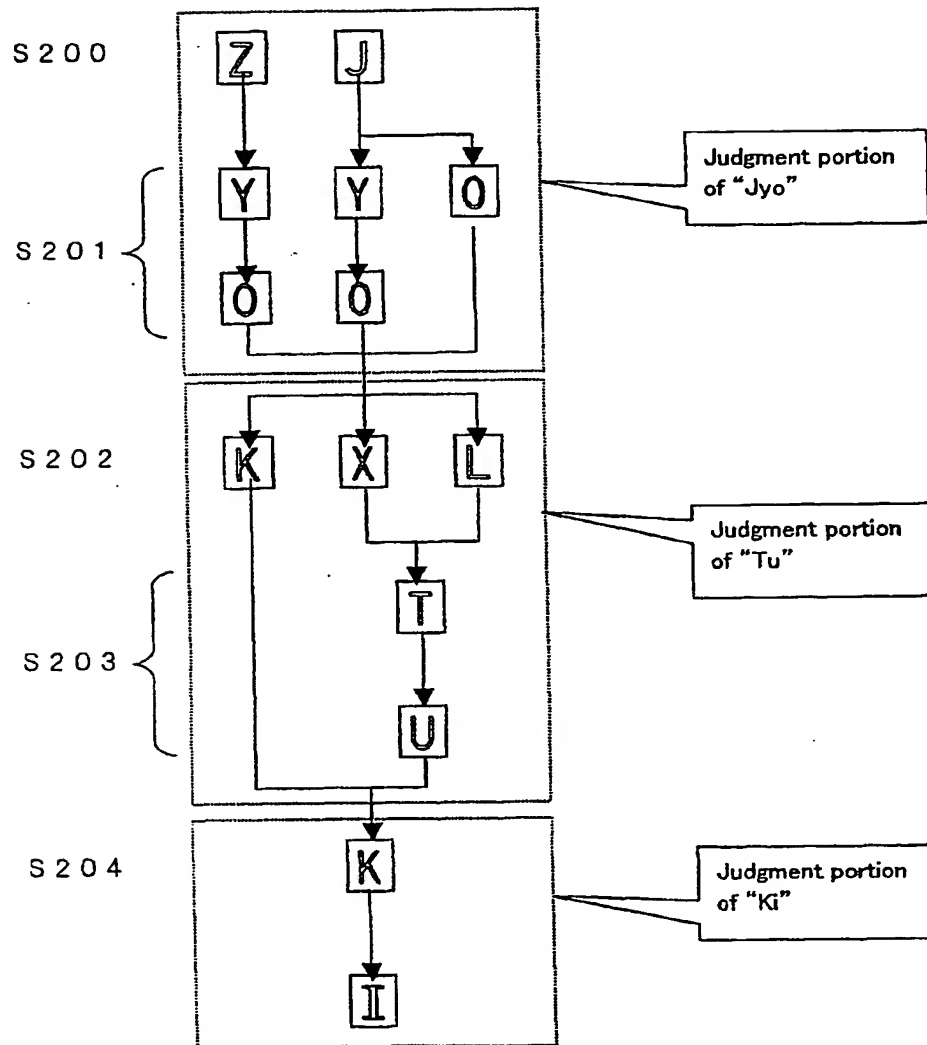 S200
Z J
Judgment portion
of "Jyo"
Y Y O
S201
O O
S202
K X L
Judgment portion
of "Tu"
T
S203
U
S204
K
Judgment portion
of "Ki"
I